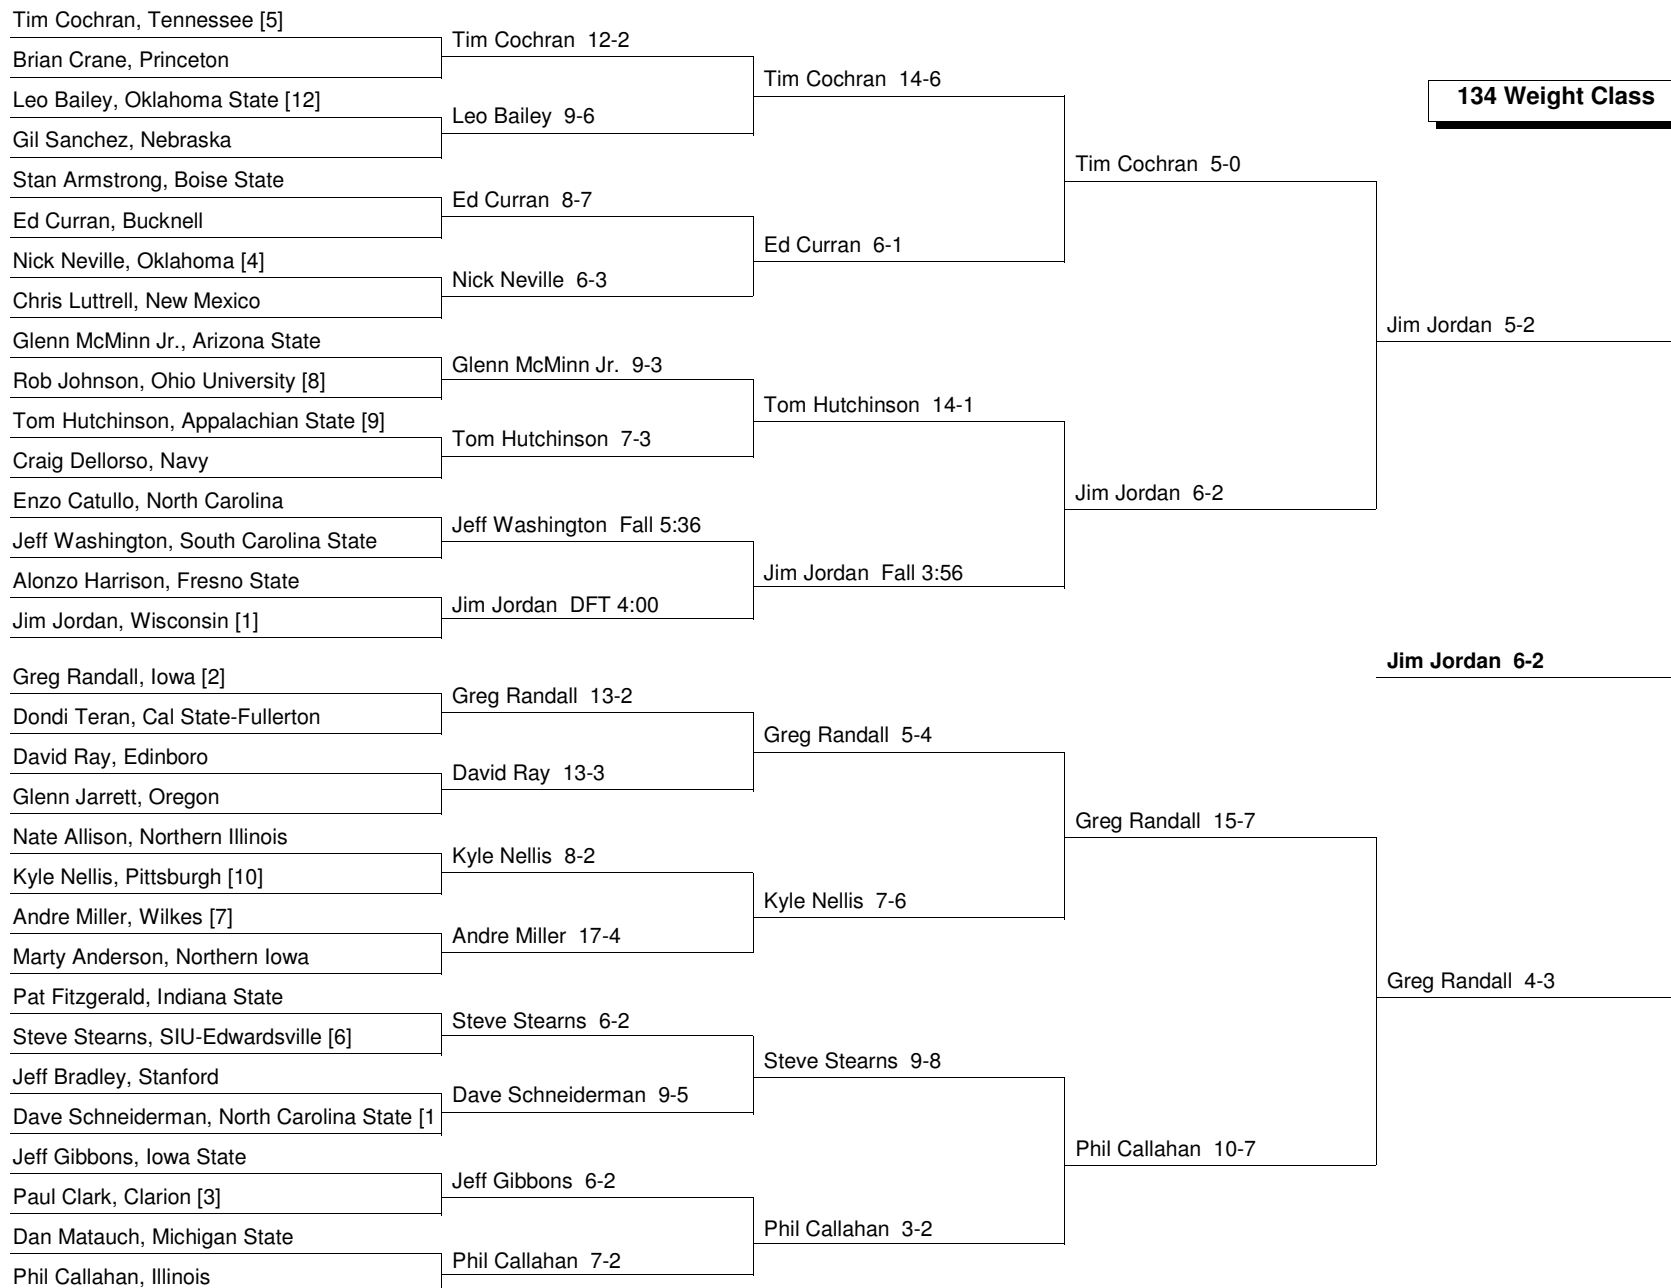 Tim Cochran, Tennessee [5]
Brian Crane, Princeton
Leo Bailey, Oklahoma State [12]
Gil Sanchez, Nebraska
Stan Armstrong, Boise State
Ed Curran, Bucknell
Nick Neville, Oklahoma [4]
Chris Luttrell, New Mexico
Glenn McMinn Jr., Arizona State
Rob Johnson, Ohio University [8]
Tom Hutchinson, Appalachian State [9]
Craig Dellorso, Navy
Enzo Catullo, North Carolina
Jeff Washington, South Carolina State
Alonzo Harrison, Fresno State
Jim Jordan, Wisconsin [1]
Greg Randall, Iowa [2]
Dondi Teran, Cal State-Fullerton
David Ray, Edinboro
Glenn Jarrett, Oregon
Nate Allison, Northern Illinois
Kyle Nellis, Pittsburgh [10]
Andre Miller, Wilkes [7]
Marty Anderson, Northern Iowa
Pat Fitzgerald, Indiana State
Steve Stearns, SIU-Edwardsville [6]
Jeff Bradley, Stanford
Dave Schneiderman, North Carolina State [1
Jeff Gibbons, Iowa State
Paul Clark, Clarion [3]
Dan Matauch, Michigan State
Phil Callahan, Illinois
Tim Cochran 12-2
Leo Bailey 9-6
Ed Curran 8-7
Nick Neville 6-3
Glenn McMinn Jr. 9-3
Tom Hutchinson 7-3
Jeff Washington Fall 5:36
Jim Jordan DFT 4:00
Greg Randall 13-2
David Ray 13-3
Kyle Nellis 8-2
Andre Miller 17-4
Steve Stearns 6-2
Dave Schneiderman 9-5
Jeff Gibbons 6-2
Phil Callahan 7-2
Tim Cochran 14-6
Ed Curran 6-1
Tom Hutchinson 14-1
Jim Jordan Fall 3:56
Greg Randall 5-4
Kyle Nellis 7-6
Steve Stearns 9-8
Phil Callahan 3-2
Tim Cochran 5-0
Jim Jordan 6-2
Greg Randall 15-7
Phil Callahan 10-7
134 Weight Class
Jim Jordan 5-2
Jim Jordan 6-2
Greg Randall 4-3